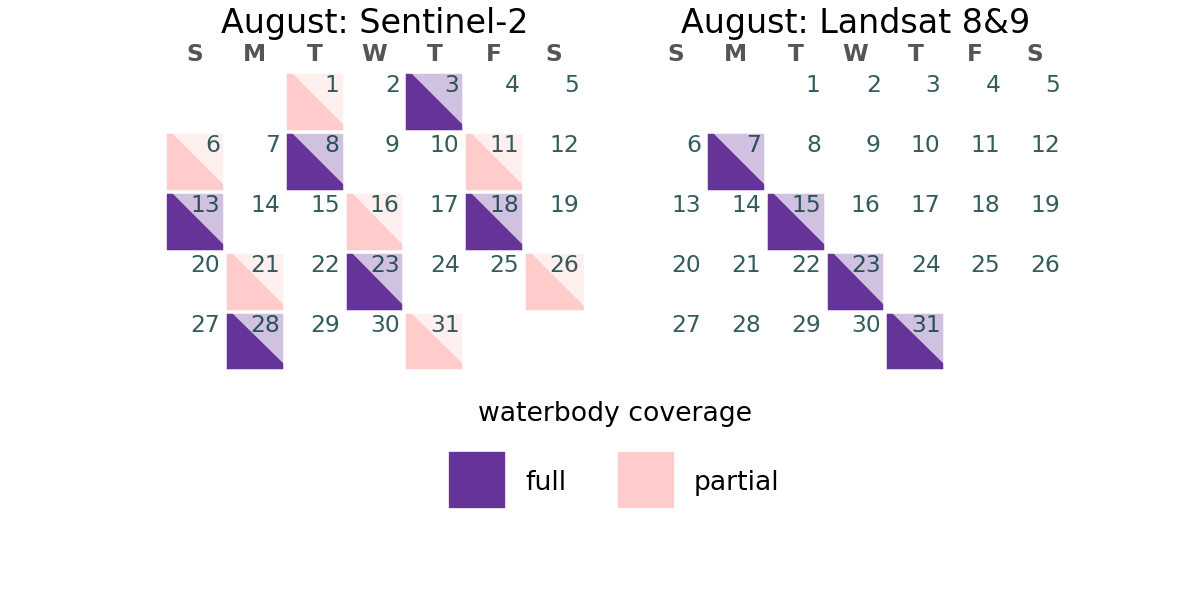 August: Sentinel-2
S M T W T F S
1 2 3 4 5
6 7 8 9 10 11 12
13 14 15 16 17 18 19
20 21 22 23 24 25 26
27 28 29 30 31
August: Landsat 8&9
S M T W T F S
1 2 3 4 5
6 7 8 9 10 11 12
13 14 15 16 17 18 19
20 21 22 23 24 25 26
27 28 29 30 31
waterbody coverage
full
partial